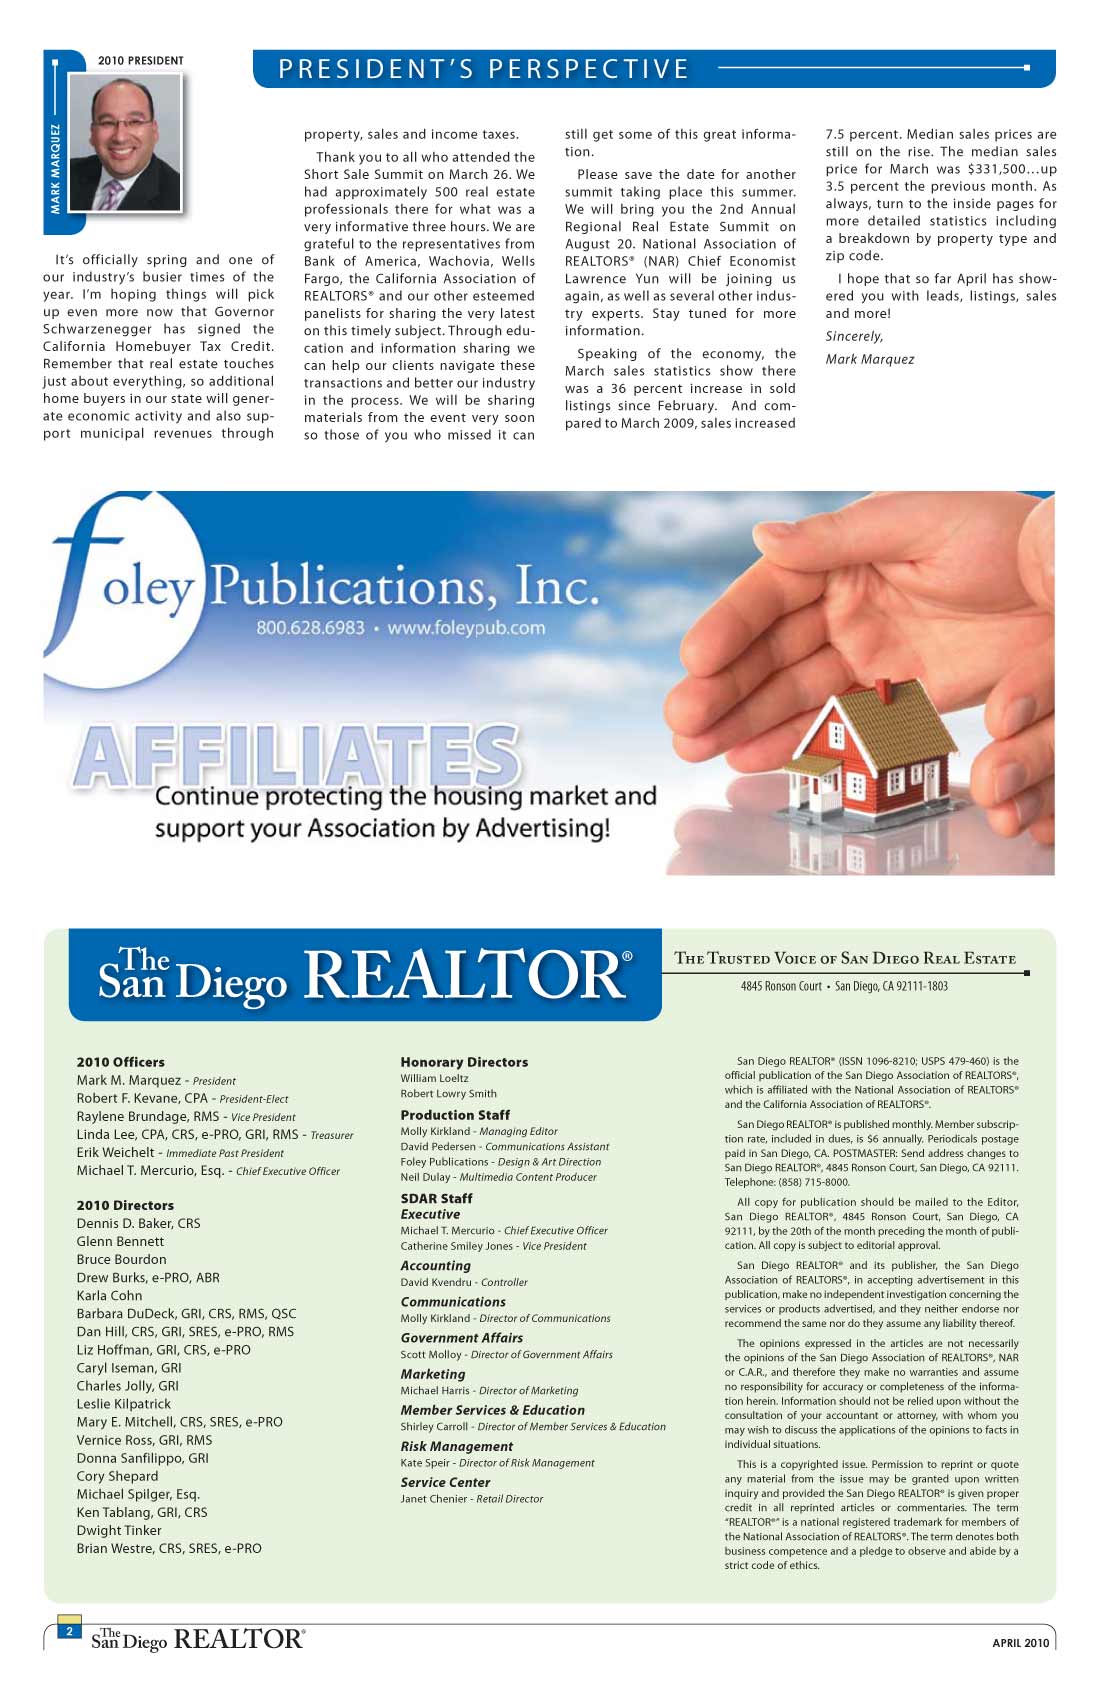 2010 PRESIDENT
MARK MARQUEZ
PRESIDENT'S PERSPECTIVE
It's officially spring and one of
our industry's busier times of the
year. I'm hoping things will pick
up even more now that Governor
Schwarzenegger has signed the
California Homebuyer Tax Credit.
Remember that real estate touches
just about everything, so additional
home buyers in our state will gener-
ate economic activity and also sup-
port municipal revenues through
property, sales and income taxes.
Thank you to all who attended the
Short Sale Summit on March 26. We
had approximately 500 real estate
professionals there for what was a
very informative three hours. We are
grateful to the representatives from
Bank of America, Wachovia, Wells
Fargo, the California Association of
REALTORS® and our other esteemed
panelists for sharing the very latest
on this timely subject. Through edu-
cation and information sharing we
can help our clients navigate these
transactions and better our industry
in the process. We will be sharing
materials from the event very soon
so those of you who missed it can
still get some of this great informa-
tion.
Please save the date for another
summit taking place this summer.
We will bring you the 2nd Annual
Regional Real Estate Summit on
August 20. National Association of
REALTORS® (NAR) Chief Economist
Lawrence Yun will be joining us
again, as well as several other indus-
try experts. Stay tuned for more
information.
Speaking of the economy, the
March sales statistics show there
was a 36 percent increase in sold
listings since February. And com-
pared to March 2009, sales increased
7.5 percent. Median sales prices are
still on the rise. The median sales
price for March was $331,500…up
3.5 percent the previous month. As
always, turn to the inside pages for
more detailed statistics including
a breakdown by property type and
zip code.
I hope that so far April has show-
ered you with leads, listings, sales
and more!
Sincerely,
Mark Marquez
foley Publications, Inc.
800.628.6983 • www.foleypub.com
AFFILIATES
Continue protecting the housing market and
support your Association by Advertising!
The San Diego REALTOR®
THE TRUSTED VOICE OF SAN DIEGO REAL ESTATE
4845 Ronson Court • San Diego, CA 92111-1803
2010 Officers
Mark M. Marquez - President
Robert F. Kevane, CPA - President-Elect
Raylene Brundage, RMS - Vice President
Linda Lee, CPA, CRS, e-PRO, GRI, RMS - Treasurer
Erik Weichelt - Immediate Past President
Michael T. Mercurio, Esq. - Chief Executive Officer
2010 Directors
Dennis D. Baker, CRS
Glenn Bennett
Bruce Bourdon
Drew Burks, e-PRO, ABR
Karla Cohn
Barbara DuDeck, GRI, CRS, RMS, QSC
Dan Hill, CRS, GRI, SRES, e-PRO, RMS
Liz Hoffman, GRI, CRS, e-PRO
Caryl Iseman, GRI
Charles Jolly, GRI
Leslie Kilpatrick
Mary E. Mitchell, CRS, SRES, e-PRO
Vernice Ross, GRI, RMS
Donna Sanfilippo, GRI
Cory Shepard
Michael Spilger, Esq.
Ken Tablang, GRI, CRS
Dwight Tinker
Brian Westre, CRS, SRES, e-PRO
Honorary Directors
William Loeltz
Robert Lowry Smith
Production Staff
Molly Kirkland - Managing Editor
David Pedersen - Communications Assistant
Foley Publications - Design & Art Direction
Neil Dulay - Multimedia Content Producer
SDAR Staff
Executive
Michael T. Mercurio - Chief Executive Officer
Catherine Smiley Jones - Vice President
Accounting
David Kvendru - Controller
Communications
Molly Kirkland - Director of Communications
Government Affairs
Scott Molloy - Director of Government Affairs
Marketing
Michael Harris - Director of Marketing
Member Services & Education
Shirley Carroll - Director of Member Services & Education
Risk Management
Kate Speir - Director of Risk Management
Service Center
Janet Chenier - Retail Director
San Diego REALTOR® (ISSN 1096-8210; USPS 479-460) is the
official publication of the San Diego Association of REALTORS®,
which is affiliated with the National Association of REALTORS®
and the California Association of REALTORS®.
San Diego REALTOR® is published monthly. Member subscrip-
tion rate, included in dues, is $6 annually. Periodicals postage
paid in San Diego, CA. POSTMASTER: Send address changes to
San Diego REALTOR®, 4845 Ronson Court, San Diego, CA 92111.
Telephone: (858) 715-8000.
All copy for publication should be mailed to the Editor,
San Diego REALTOR®, 4845 Ronson Court, San Diego, CA
92111, by the 20th of the month preceding the month of publi-
cation. All copy is subject to editorial approval.
San Diego REALTOR® and its publisher, the San Diego
Association of REALTORS®, in accepting advertisement in this
publication, make no independent investigation concerning the
services or products advertised, and they neither endorse nor
recommend the same nor do they assume any liability thereof.
The opinions expressed in the articles are not necessarily
the opinions of the San Diego Association of REALTORS®, NAR
or C.A.R., and therefore they make no warranties and assume
no responsibility for accuracy or completeness of the informa-
tion herein. Information should not be relied upon without the
consultation of your accountant or attorney, with whom you
may wish to discuss the applications of the opinions to facts in
individual situations.
This is a copyrighted issue. Permission to reprint or quote
any material from the issue may be granted upon written
inquiry and provided the San Diego REALTOR® is given proper
credit in all reprinted articles or commentaries. The term
"REALTOR®" is a national registered trademark for members of
the National Association of REALTORS®. The term denotes both
business competence and a pledge to observe and abide by a
strict code of ethics.
2
The San Diego REALTOR®
APRIL 2010